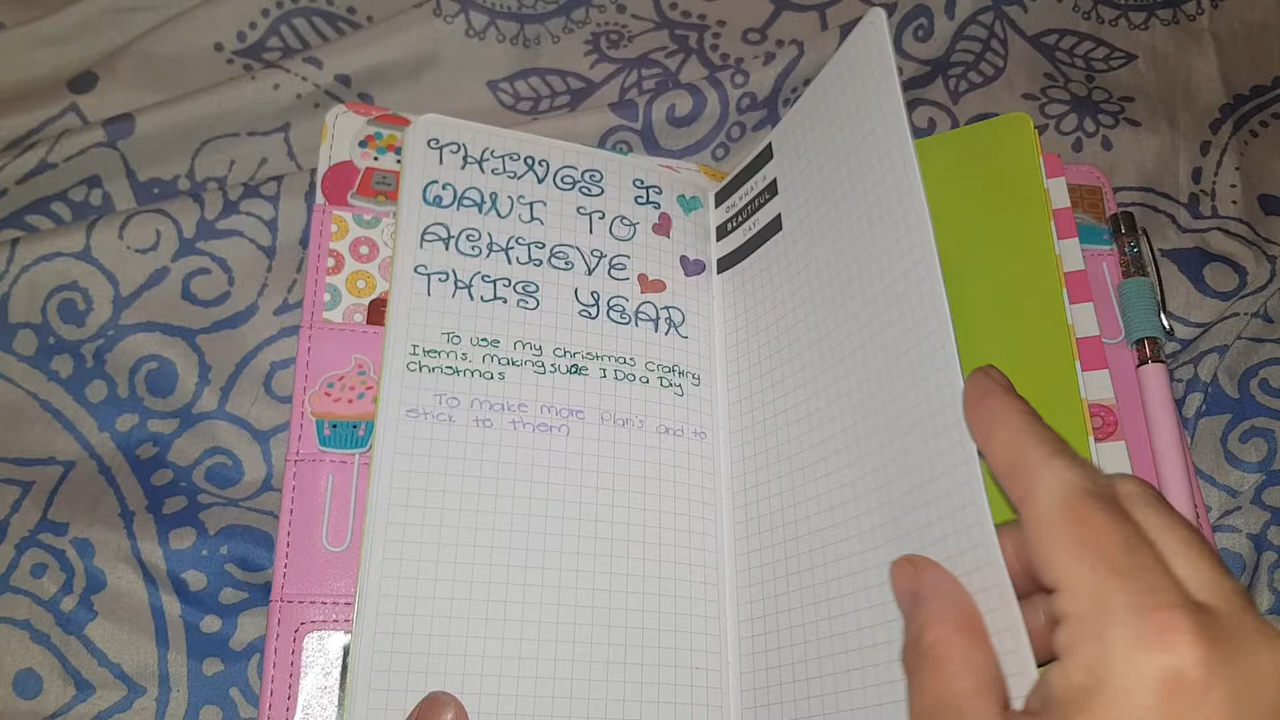 THINGS I
WANT TO
ACHIEVE
THIS YEAR
To use my christmas crafting
Items, making sure I Do a Diy
christmas
To make more plan's and to
stick to them
OH, WHAT A
BEAUTIFUL
DAY!